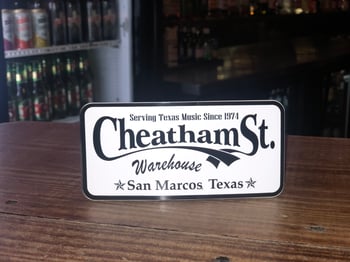 Serving Texas Music Since 1974
Cheatham St.
Warehouse
San Marcos, Texas